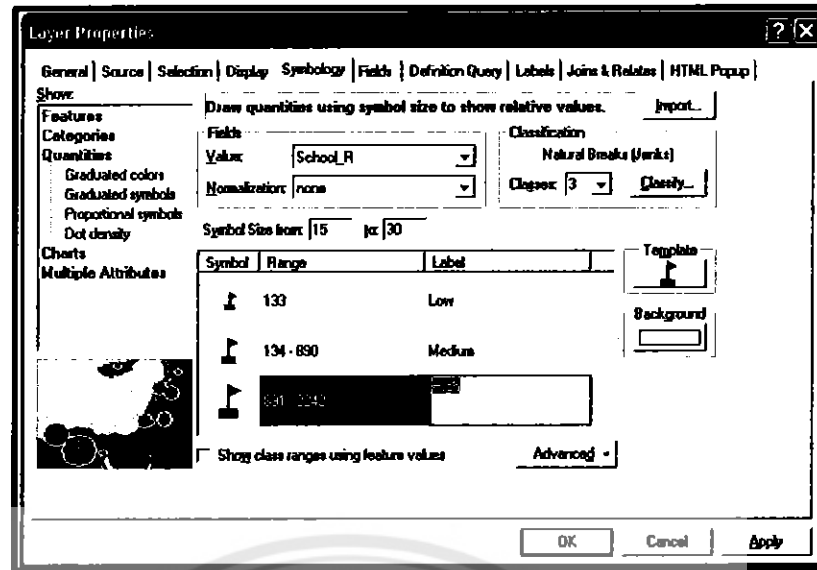 Layer Properties
? X
General Source Selection Display Symbology Fields Definition Query Labels Joins & Relates HTML Popup
Show:
Features
Categories
Quantities
Graduated colors
Graduated symbols
Proportional symbols
Dot density
Charts
Multiple Attributes
Draw quantities using symbol size to show relative values.
Import...
Fields
Value: School_R
Normalization: none
Classification
Natural Breaks (Jenks)
Classes: 3 Classify...
Symbol Size from: 15 to: 30
Symbol Range Label
133 Low
134 - 890 Medium
891 - 2242
Template
Background
Show class ranges using feature values
Advanced
OK Cancel Apply